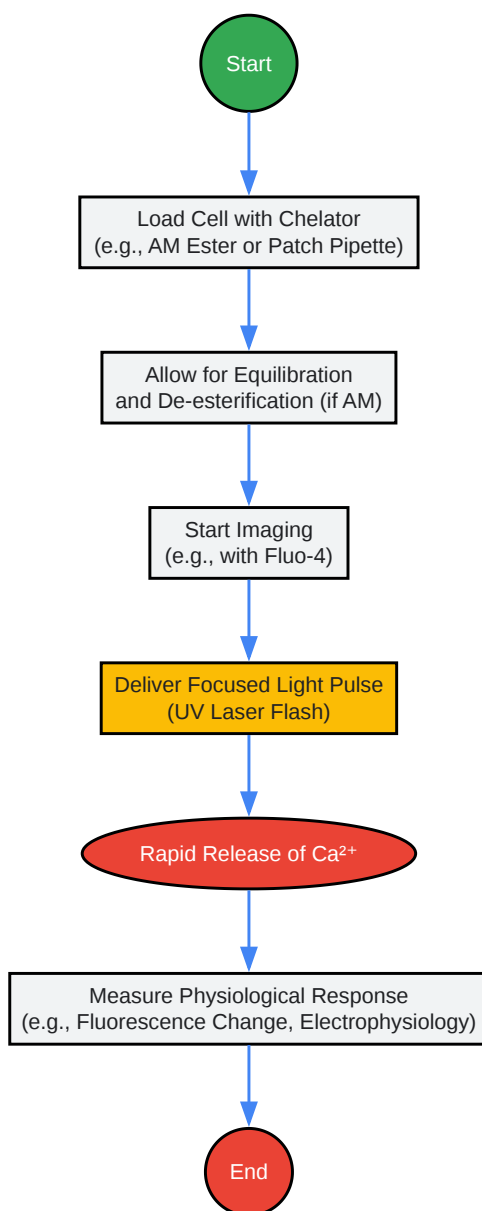 Start
Load Cell with Chelator
(e.g., AM Ester or Patch Pipette)
Allow for Equilibration
and De-esterification (if AM)
Start Imaging
(e.g., with Fluo-4)
Deliver Focused Light Pulse
(UV Laser Flash)
Rapid Release of Ca²⁺
Measure Physiological Response
(e.g., Fluorescence Change, Electrophysiology)
End